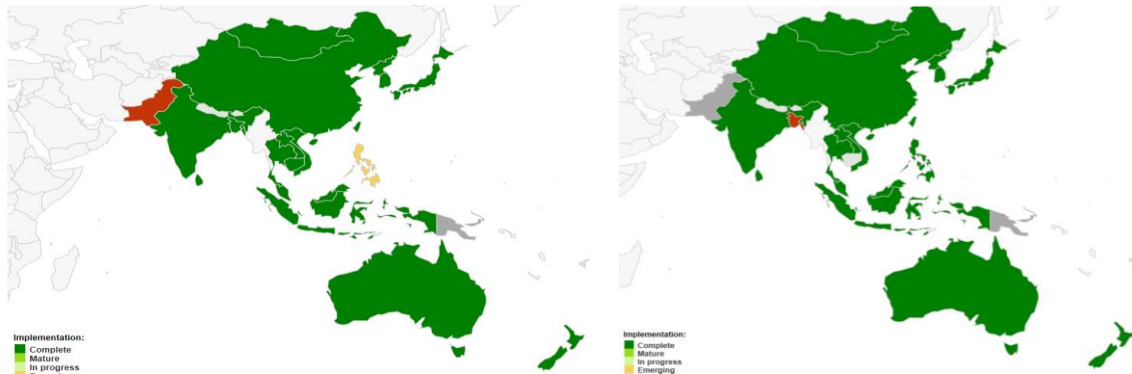 Implementation:
Complete
Mature
In progress
Implementation:
Complete
Mature
In progress
Emerging